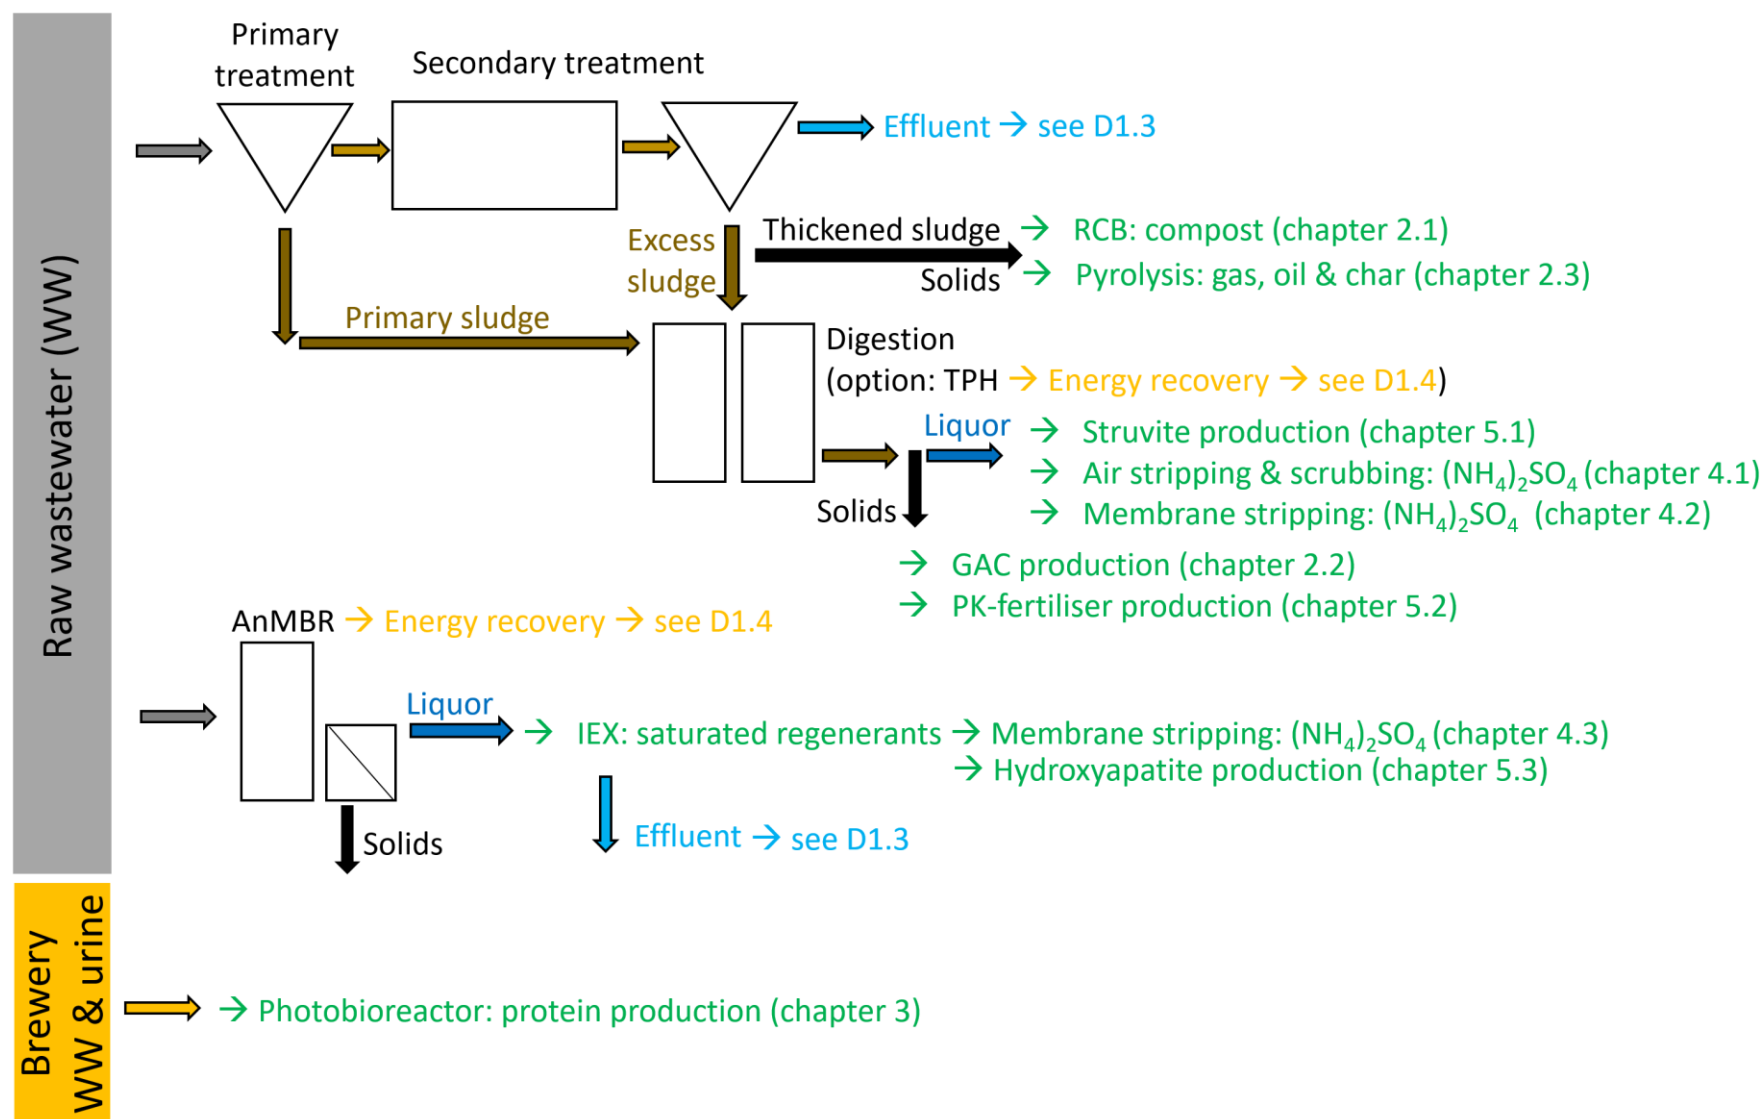 Raw wastewater (WW)
Primary
treatment
Secondary treatment
Effluent → see D1.3
Excess
sludge
Thickened sludge
Solids
→ RCB: compost (chapter 2.1)
→ Pyrolysis: gas, oil & char (chapter 2.3)
Primary sludge
Digestion
(option: TPH → Energy recovery → see D1.4)
Liquor
→ Struvite production (chapter 5.1)
→ Air stripping & scrubbing: (NH₄)₂SO₄ (chapter 4.1)
→ Membrane stripping: (NH₄)₂SO₄ (chapter 4.2)
Solids
→ GAC production (chapter 2.2)
→ PK-fertiliser production (chapter 5.2)
AnMBR → Energy recovery → see D1.4
Liquor
→ IEX: saturated regenerants → Membrane stripping: (NH₄)₂SO₄ (chapter 4.3)
→ Hydroxyapatite production (chapter 5.3)
Solids
Effluent → see D1.3
Brewery
WW & urine
→ Photobioreactor: protein production (chapter 3)